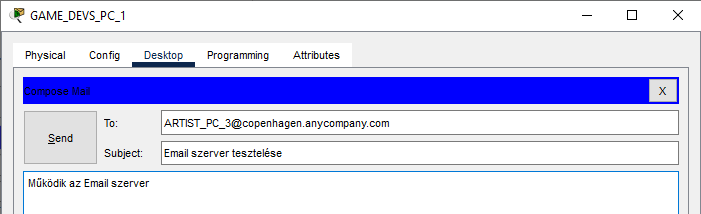 GAME_DEVS_PC_1
Physical Config Desktop Programming Attributes
Compose Mail X
Send
To: ARTIST_PC_3@copenhagen.anycompany.com
Subject: Email szerver tesztelése
Működik az Email szerver